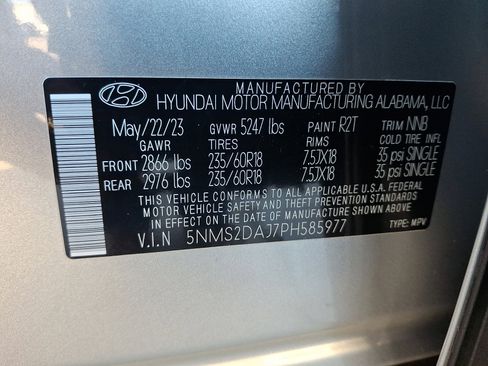 MANUFACTURED BY
HYUNDAI MOTOR MANUFACTURING ALABAMA, LLC
May/22/23 GVWR 5247 lbs PAINT R2T TRIM NNB
GAWR TIRES RIMS COLD TIRE INFL
FRONT 2866 lbs 235/60R18 7.5JX18 35 psi SINGLE
REAR 2976 lbs 235/60R18 7.5JX18 35 psi SINGLE
THIS VEHICLE CONFORMS TO ALL APPLICABLE U.S.A. FEDERAL
MOTOR VEHICLE SAFETY AND THEFT PREVENTION STANDARDS
IN EFFECT ON THE DATE OF MANUFACTURE SHOWN ABOVE
V.I.N 5NMS2DAJ7PH585977 TYPE: MPV